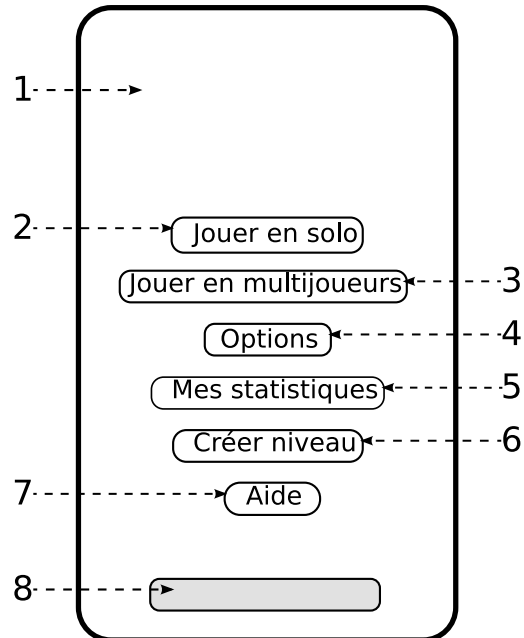 1
2 Jouer en solo
Jouer en multijoueurs 3
Options 4
Mes statistiques 5
Créer niveau 6
7 Aide
8